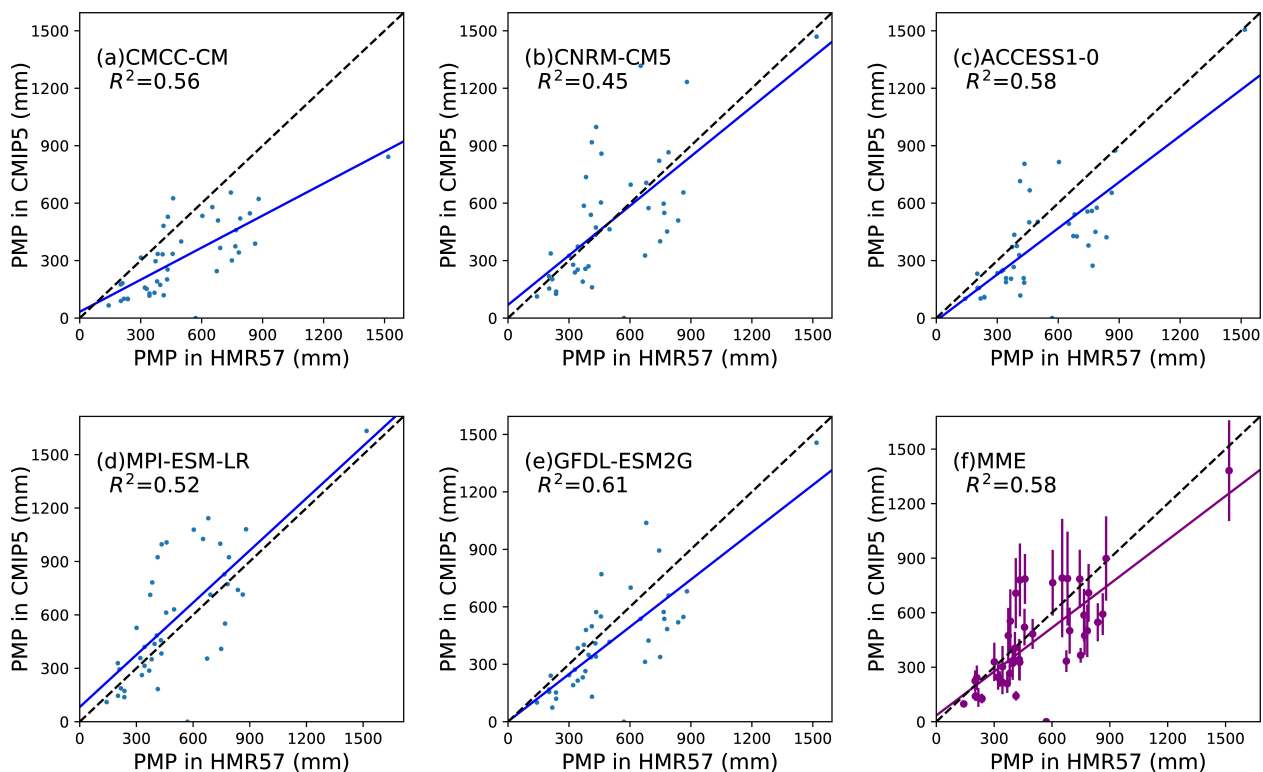 (a)CMCC-CM
R²=0.56
PMP in CMIP5 (mm)
1500
1200
900
600
300
0
0 300 600 900 1200 1500
PMP in HMR57 (mm)
(b)CNRM-CM5
R²=0.45
PMP in CMIP5 (mm)
1500
1200
900
600
300
0
0 300 600 900 1200 1500
PMP in HMR57 (mm)
(c)ACCESS1-0
R²=0.58
PMP in CMIP5 (mm)
1500
1200
900
600
300
0
0 300 600 900 1200 1500
PMP in HMR57 (mm)
(d)MPI-ESM-LR
R²=0.52
PMP in CMIP5 (mm)
1500
1200
900
600
300
0
0 300 600 900 1200 1500
PMP in HMR57 (mm)
(e)GFDL-ESM2G
R²=0.61
PMP in CMIP5 (mm)
1500
1200
900
600
300
0
0 300 600 900 1200 1500
PMP in HMR57 (mm)
(f)MME
R²=0.58
PMP in CMIP5 (mm)
1500
1200
900
600
300
0
0 300 600 900 1200 1500
PMP in HMR57 (mm)